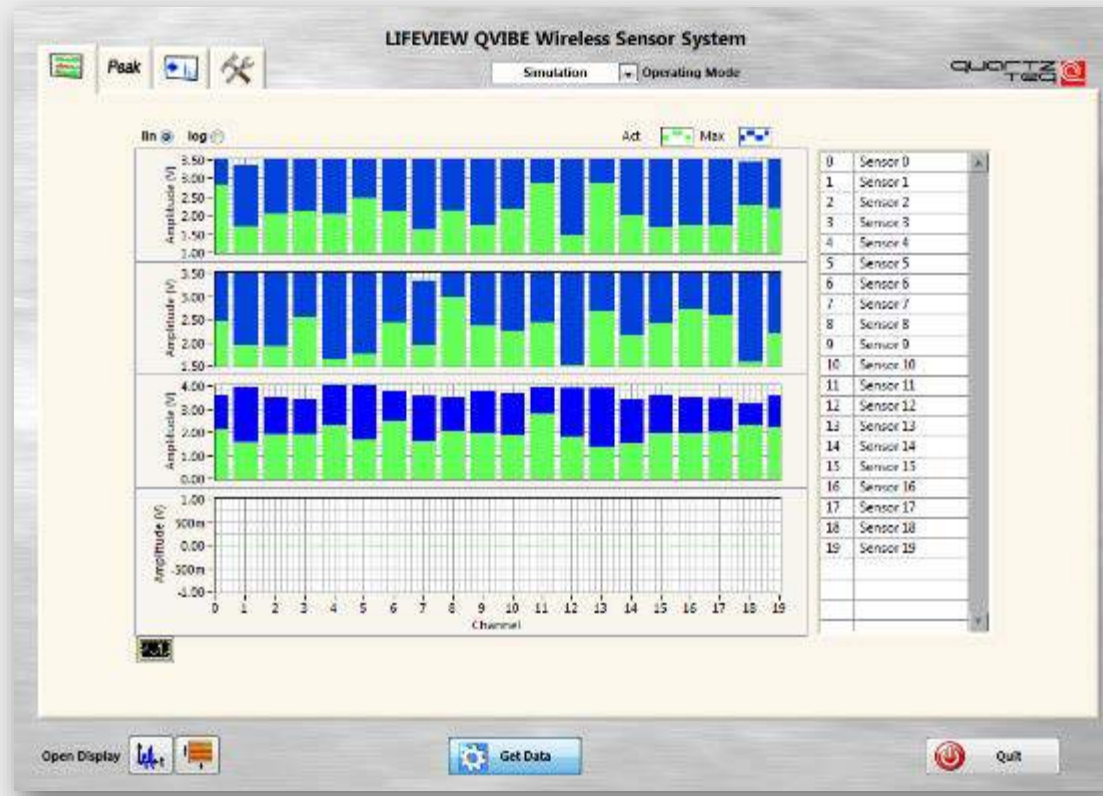 LIFEVIEW QVIBE Wireless Sensor System
Peak
Simulation Operating Mode
QUARTZ TEQ
lin log
Act Max
3.50
3.00
2.50
2.00
1.50
1.00
Amplitude (V)
3.50
3.00
2.50
2.00
1.50
Amplitude (V)
4.00
3.00
2.00
1.00
0.00
Amplitude (V)
1.00
500m
0.00
-500m
-1.00
Amplitude (V)
0 1 2 3 4 5 6 7 8 9 10 11 12 13 14 15 16 17 18 19
Channel
0 Sensor 0
1 Sensor 1
2 Sensor 2
3 Sensor 3
4 Sensor 4
5 Sensor 5
6 Sensor 6
7 Sensor 7
8 Sensor 8
9 Sensor 9
10 Sensor 10
11 Sensor 11
12 Sensor 12
13 Sensor 13
14 Sensor 14
15 Sensor 15
16 Sensor 16
17 Sensor 17
18 Sensor 18
19 Sensor 19
Open Display
Get Data
Quit